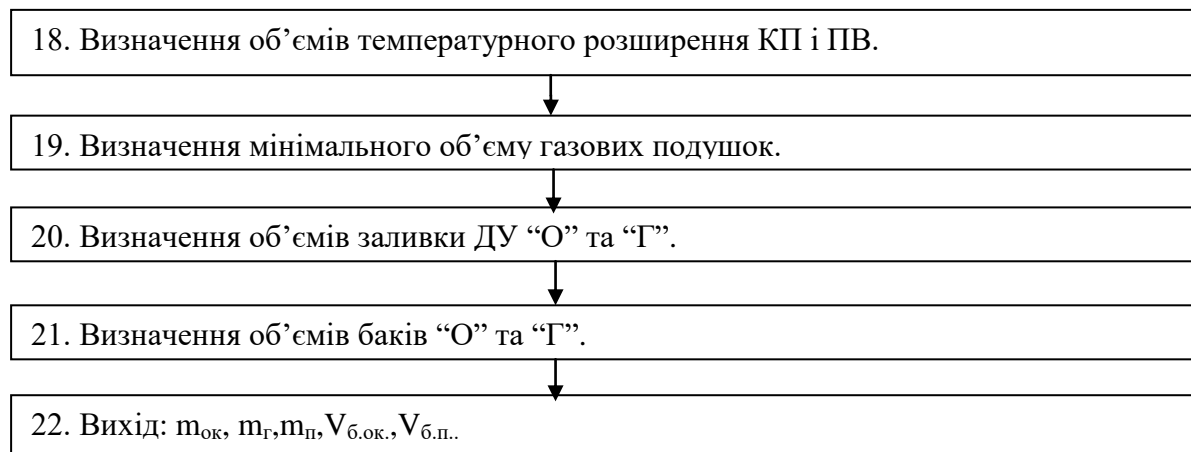 18. Визначення об’ємів температурного розширення КП і ПВ.
19. Визначення мінімального об’єму газових подушок.
20. Визначення об’ємів заливки ДУ “О” та “Г”.
21. Визначення об’ємів баків “О” та “Г”.
22. Вихід: mок, mг,mп,Vб.ок.,Vб.п..